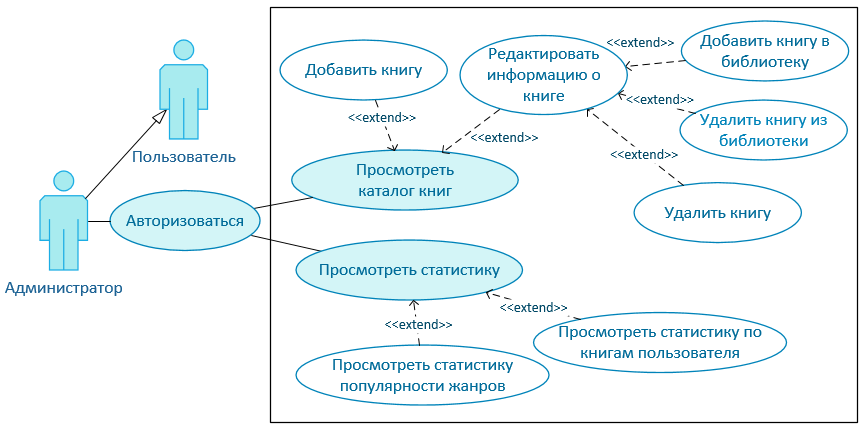 Пользователь
Администратор
Авторизоваться
Добавить книгу
<<extend>>
Редактировать
информацию о
книге
<<extend>>
Добавить книгу в
библиотеку
<<extend>>
Удалить книгу из
библиотеки
<<extend>>
<<extend>>
Удалить книгу
Просмотреть
каталог книг
Просмотреть статистику
<<extend>>
Просмотреть статистику
популярности жанров
<<extend>>
Просмотреть статистику по
книгам пользователя